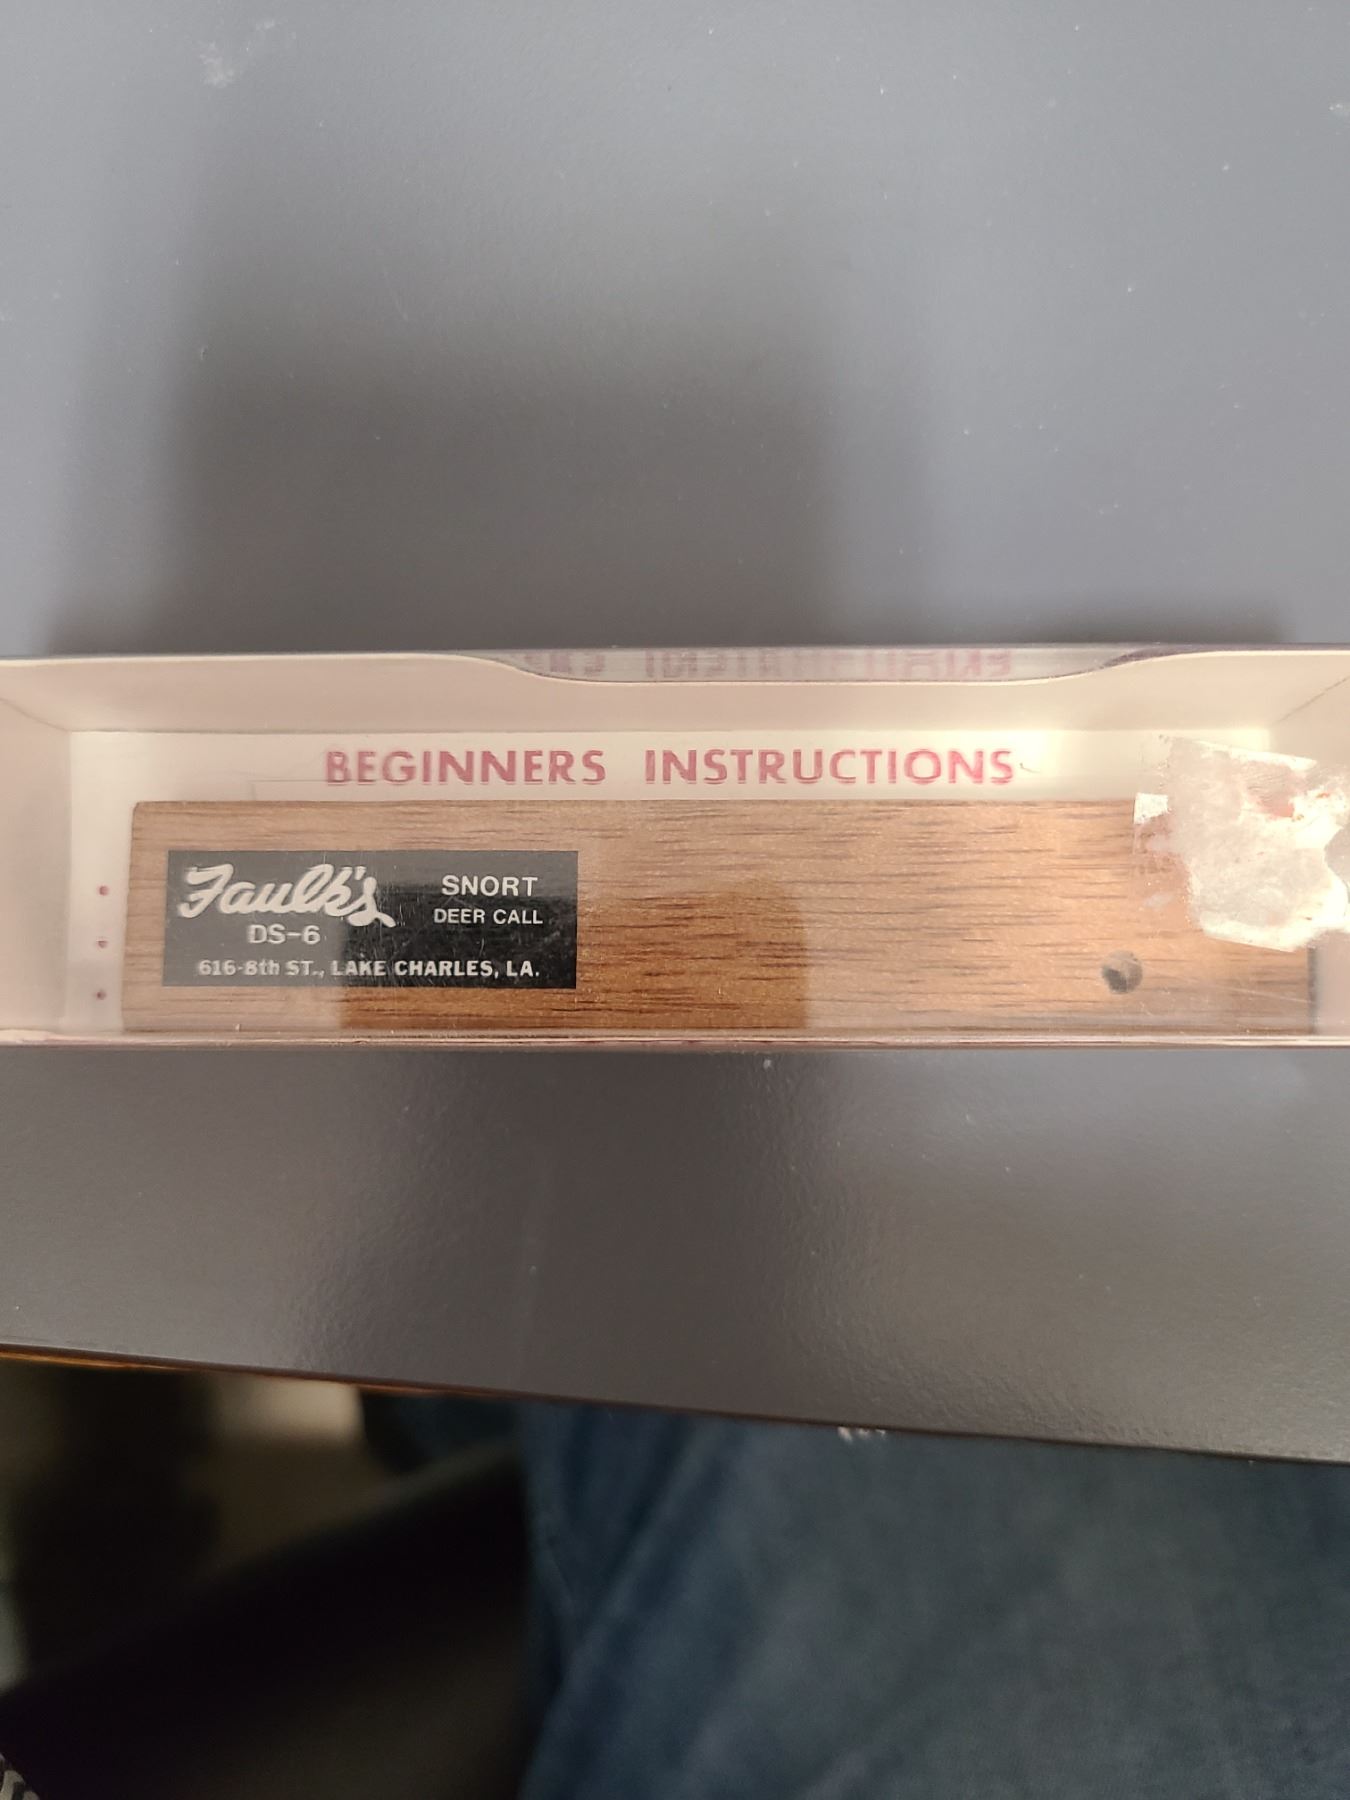 BEGINNERS INSTRUCTIONS
Faulk's
SNORT
DEER CALL
DS-6
616-8th ST., LAKE CHARLES, LA.